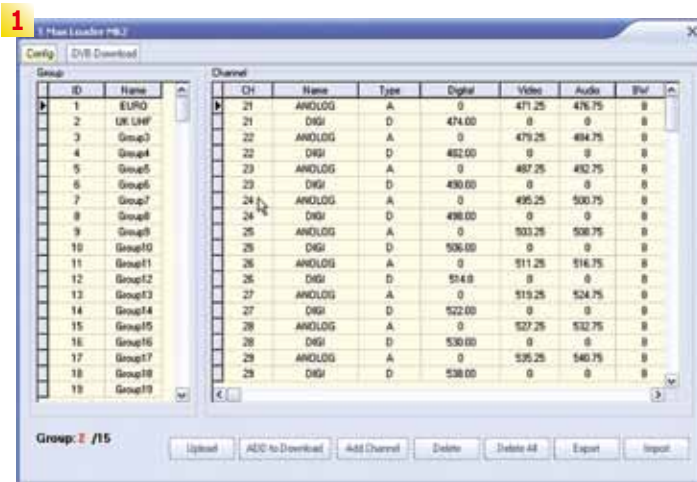 1
S Max Loader MK2
Config DVB Download
Group
ID Name
1 EURO
2 UK UHF
3 Group3
4 Group4
5 Group5
6 Group6
7 Group7
8 Group8
9 Group9
10 Group10
11 Group11
12 Group12
13 Group13
14 Group14
15 Group15
16 Group16
17 Group17
18 Group18
19 Group19
Channel
CH Name Type Digital Video Audio BW
21 ANOLOG A 0 471.25 476.75 8
21 DIGI D 474.00 0 0 8
22 ANOLOG A 0 479.25 484.75 8
22 DIGI D 482.00 0 0 8
23 ANOLOG A 0 487.25 492.75 8
23 DIGI D 490.00 0 0 8
24 ANOLOG A 0 495.25 500.75 8
24 DIGI D 498.00 0 0 8
25 ANOLOG A 0 503.25 508.75 8
25 DIGI D 506.00 0 0 8
26 ANOLOG A 0 511.25 516.75 8
26 DIGI D 514.0 0 0 8
27 ANOLOG A 0 519.25 524.75 8
27 DIGI D 522.00 0 0 8
28 ANOLOG A 0 527.25 532.75 8
28 DIGI D 530.00 0 0 8
29 ANOLOG A 0 535.25 540.75 8
29 DIGI D 538.00 0 0 8
Group: 2 /15
Upload ADD to Download Add Channel Delete Delete All Export Import